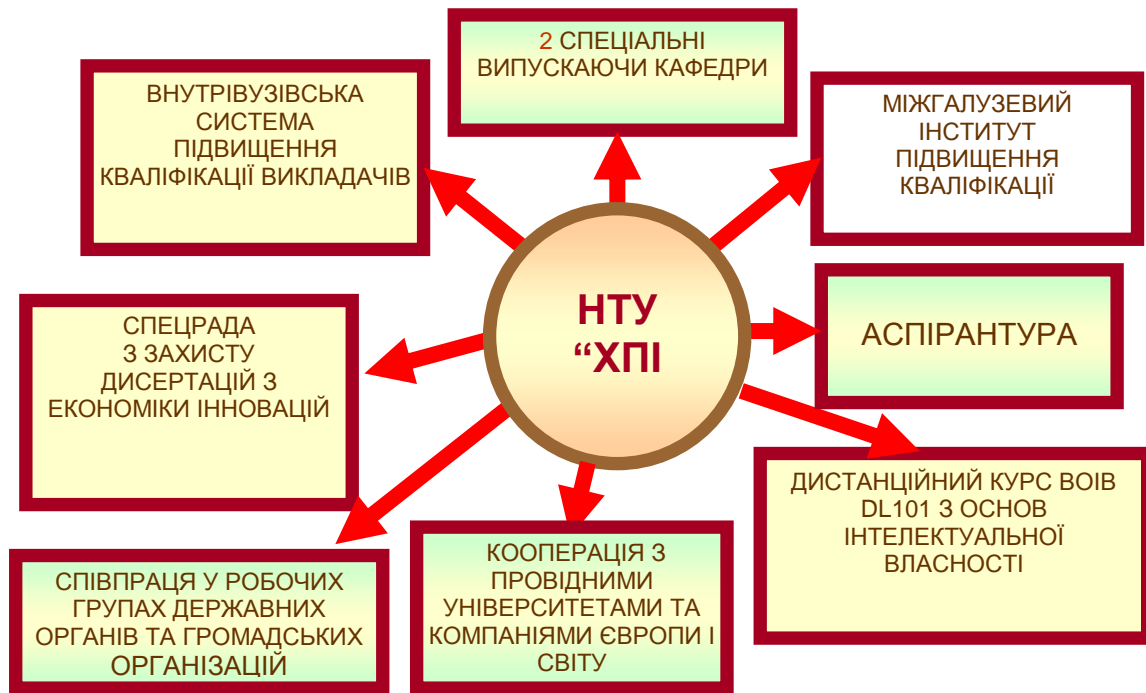 2 СПЕЦІАЛЬНІ
ВИПУСКАЮЧИ КАФЕДРИ
ВНУТРІВУЗІВСЬКА
СИСТЕМА
ПІДВИЩЕННЯ
КВАЛІФІКАЦІЇ ВИКЛАДАЧІВ
МІЖГАЛУЗЕВИЙ
ІНСТИТУТ
ПІДВИЩЕННЯ
КВАЛІФІКАЦІЇ
НТУ
“ХПІ
АСПІРАНТУРА
СПЕЦРАДА
З ЗАХИСТУ
ДИСЕРТАЦІЙ З
ЕКОНОМІКИ ІННОВАЦІЙ
ДИСТАНЦІЙНИЙ КУРС ВОІВ
DL101 З ОСНОВ
ІНТЕЛЕКТУАЛЬНОЇ
ВЛАСНОСТІ
СПІВПРАЦЯ У РОБОЧИХ
ГРУПАХ ДЕРЖАВНИХ
ОРГАНІВ ТА ГРОМАДСЬКИХ
ОРГАНІЗАЦІЙ
КООПЕРАЦІЯ З
ПРОВІДНИМИ
УНІВЕРСИТЕТАМИ ТА
КОМПАНІЯМИ ЄВРОПИ І
СВІТУ